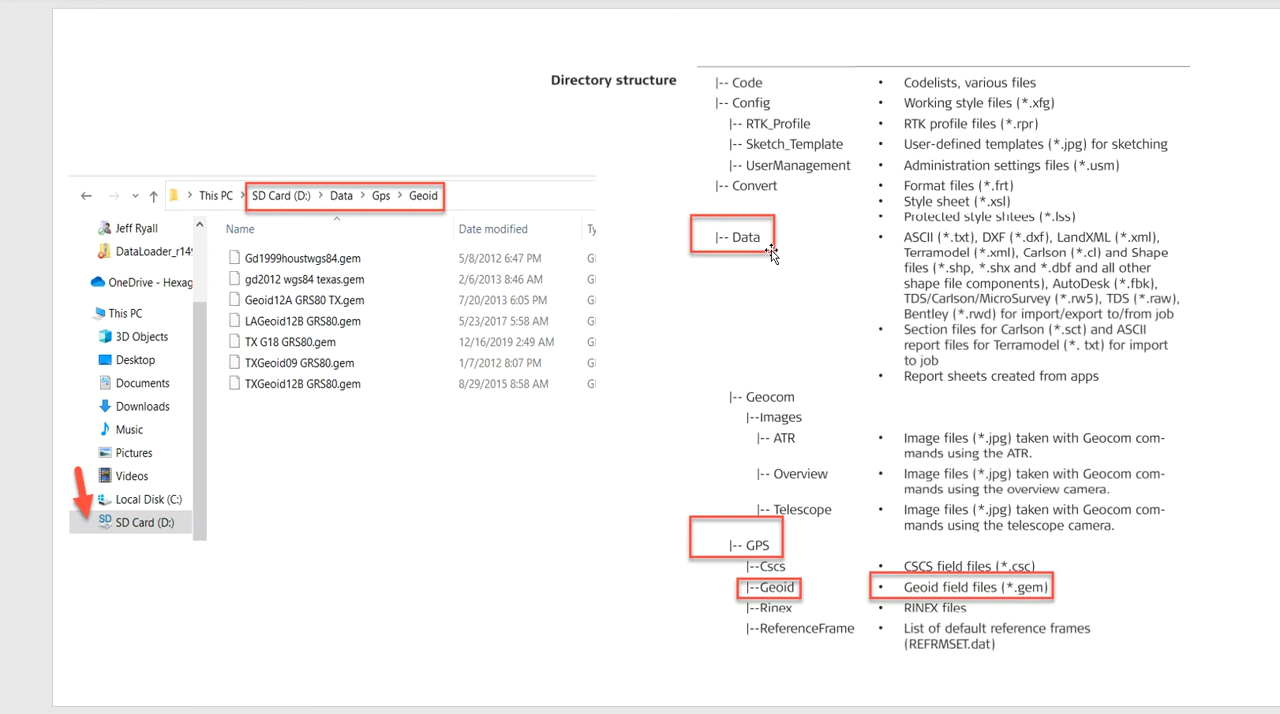 Directory structure
|-- Code • Codelists, various files
|-- Config • Working style files (*.xfg)
|-- RTK_Profile • RTK profile files (*.rpr)
|-- Sketch_Template • User-defined templates (*.jpg) for sketching
|-- UserManagement • Administration settings files (*.usm)
|-- Convert • Format files (*.frt)
• Style sheet (*.xsl)
• Protected style shtees (*.lss)
|-- Data • ASCII (*.txt), DXF (*.dxf), LandXML (*.xml),
Terramodel (*.xml), Carlson (*.cl) and Shape
files (*.shp, *.shx and *.dbf and all other
shape file components), AutoDesk (*.fbk),
TDS/Carlson/MicroSurvey (*.rw5), TDS (*.raw),
Bentley (*.rwd) for import/export to/from job
• Section files for Carlson (*.sct) and ASCII
report files for Terramodel (*. txt) for import
to job
• Report sheets created from apps
|-- Geocom
|--Images
|-- ATR • Image files (*.jpg) taken with Geocom com-
mands using the ATR.
|-- Overview • Image files (*.jpg) taken with Geocom com-
mands using the overview camera.
|-- Telescope • Image files (*.jpg) taken with Geocom com-
mands using the telescope camera.
|-- GPS
|--Cscs • CSCS field files (*.csc)
|--Geoid • Geoid field files (*.gem)
|--Rinex • RINEX files
|--ReferenceFrame • List of default reference frames
(REFRMSET.dat)
This PC > SD Card (D:) > Data > Gps > Geoid
Jeff Ryall
DataLoader_r149
OneDrive - Hexag
This PC
3D Objects
Desktop
Documents
Downloads
Music
Pictures
Videos
Local Disk (C:)
SD Card (D:)
Name Date modified Ty
Gd1999houstwgs84.gem 5/8/2012 6:47 PM GE
gd2012 wgs84 texas.gem 2/6/2013 8:46 AM GE
Geoid12A GRS80 TX.gem 7/20/2013 6:05 PM GE
LAGeoid12B GRS80.gem 5/23/2017 5:58 AM GE
TX G18 GRS80.gem 12/16/2019 2:49 AM GE
TXGeoid09 GRS80.gem 1/7/2012 8:07 PM GE
TXGeoid12B GRS80.gem 8/29/2015 8:58 AM GE